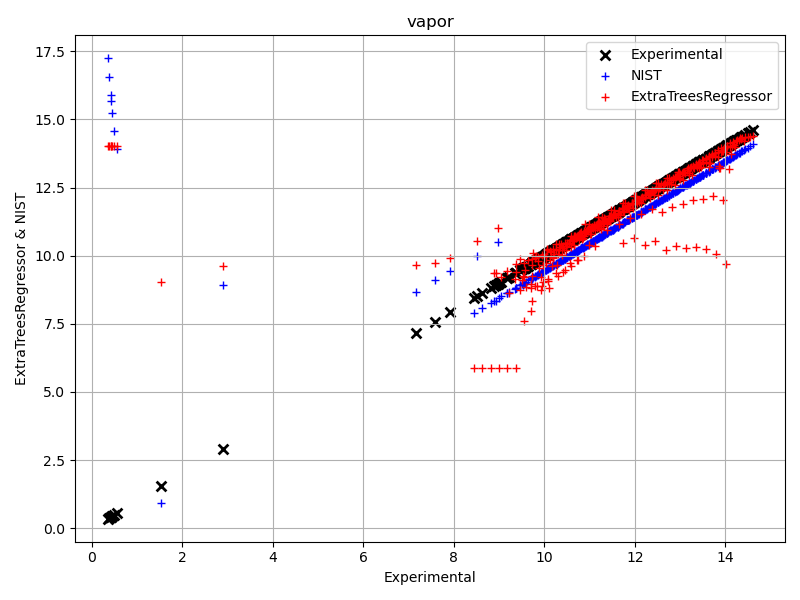 vapor
Experimental
NIST
ExtraTreesRegressor
17.5
15.0
12.5
10.0
7.5
5.0
2.5
0.0
ExtraTreesRegressor & NIST
0
2
4
6
8
10
12
14
Experimental